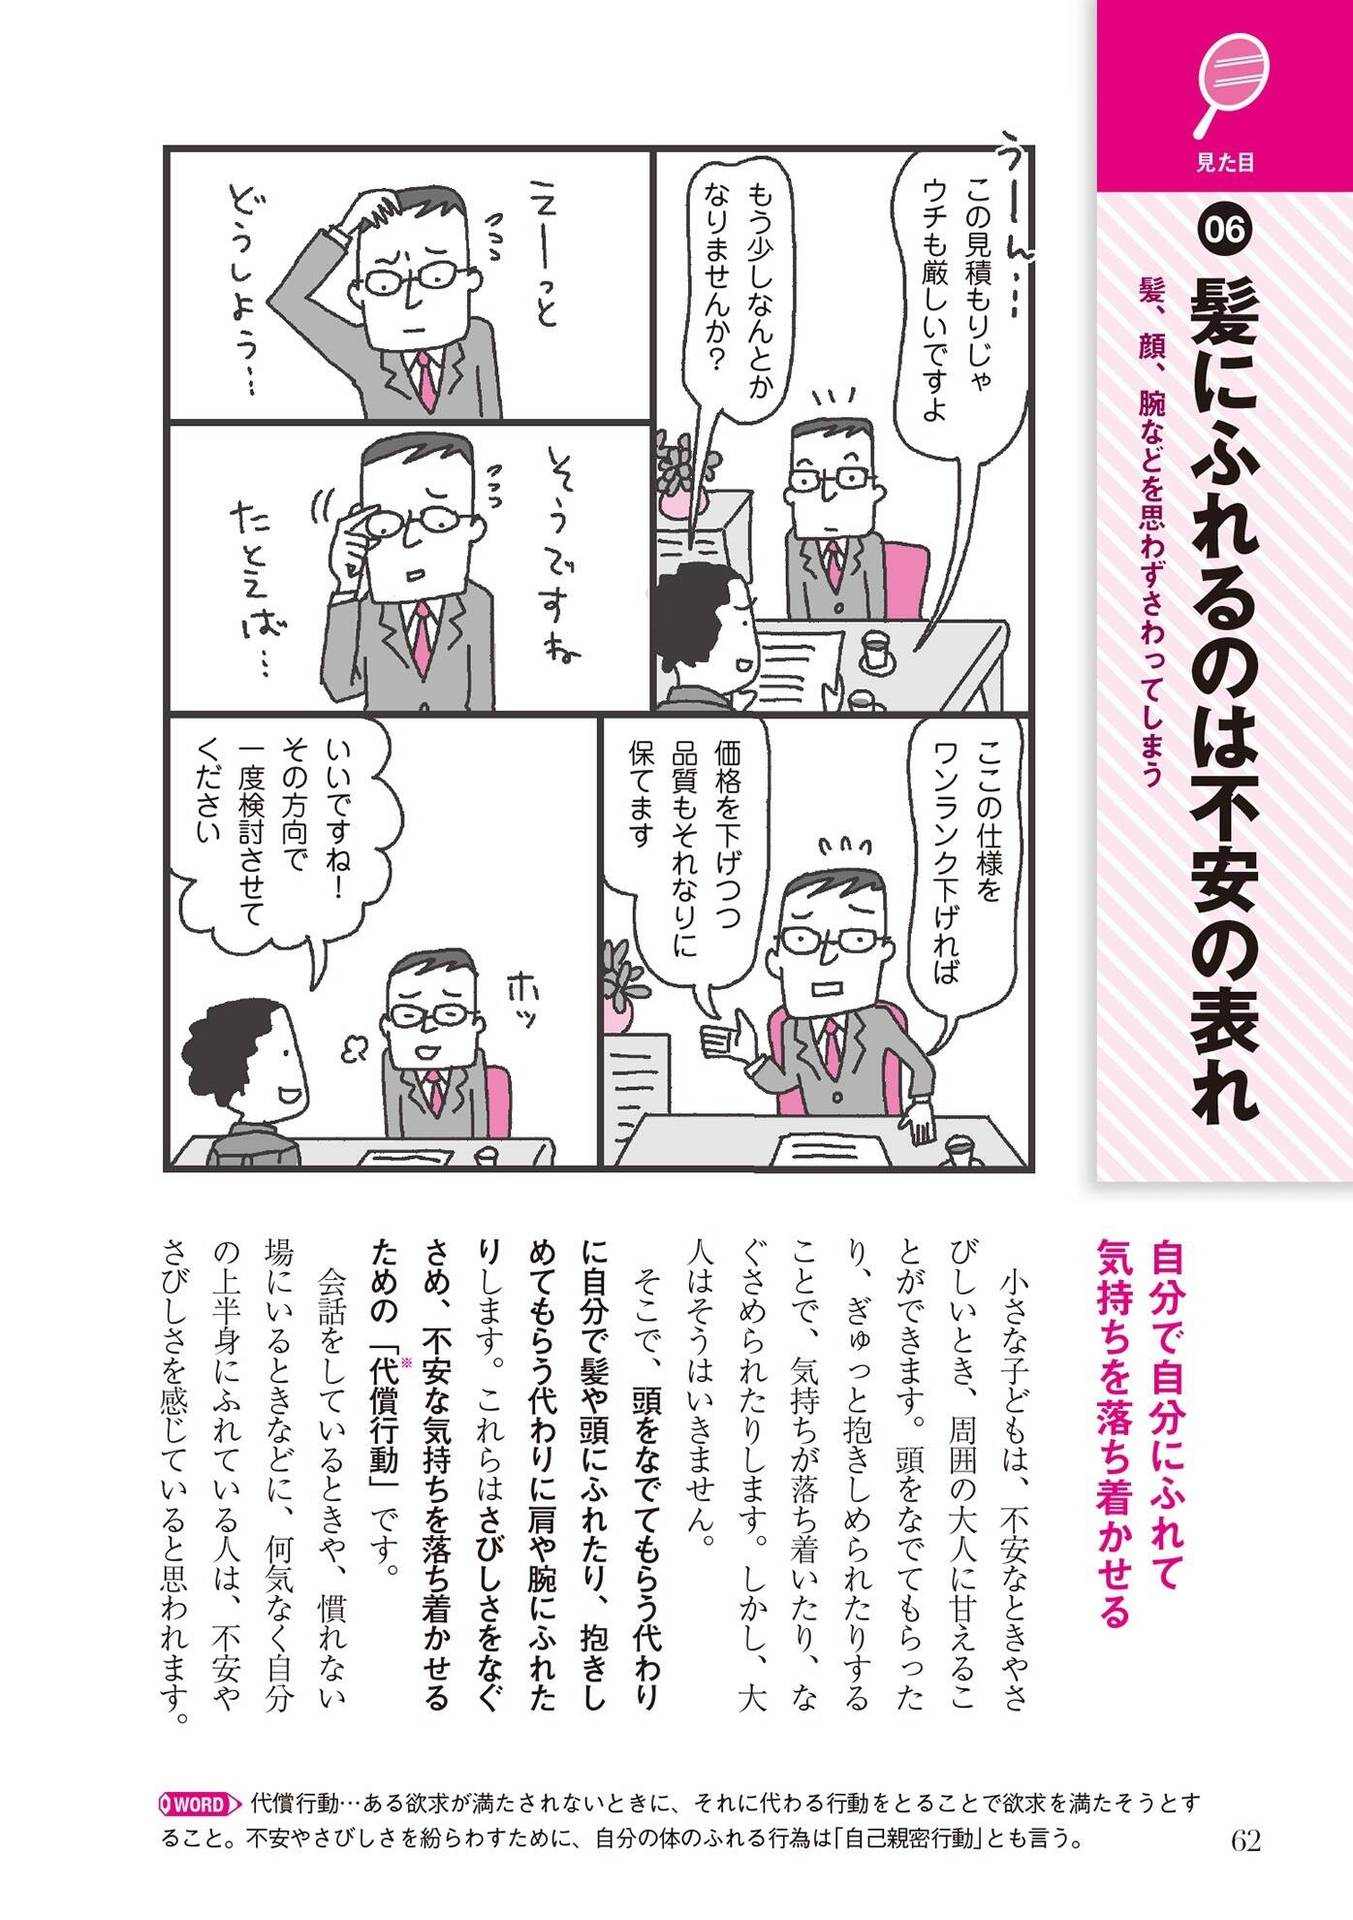 見た目
06
髪にふれるのは不安の表れ
髪、顔、腕などを思わずさわってしまう
うーん…
この見積もりじゃ
ウチも厳しいですよ
もう少しなんとか
なりませんか?
えーっと
どうしよう…
そうですね
たとえば…
ここの仕様を
ワンランク下げれば
価格を下げつつ
品質もそれなりに
保てます
いいですね!
その方向で
一度検討させて
ください
ホッ
自分で自分にふれて
気持ちを落ち着かせる
小さな子どもは、不安なときやさ
びしいとき、周囲の大人に甘えるこ
とができます。頭をなでてもらった
り、ぎゅっと抱きしめられたりする
ことで、気持ちが落ち着いたり、な
ぐさめられたりします。しかし、大
人はそうはいきません。
そこで、頭をなでてもらう代わり
に自分で髪や頭にふれたり、抱きし
めてもらう代わりに肩や腕にふれた
りします。これらはさびしさをなぐ
さめ、不安な気持ちを落ち着かせる
ための「代償行動」です。
※
会話をしているときや、慣れない
場にいるときなどに、何気なく自分
の上半身にふれている人は、不安や
さびしさを感じていると思われます。
WORD 代償行動…ある欲求が満たされないときに、それに代わる行動をとることで欲求を満たそうとす
ること。不安やさびしさを紛らわすために、自分の体のふれる行為は「自己親密行動」とも言う。
62